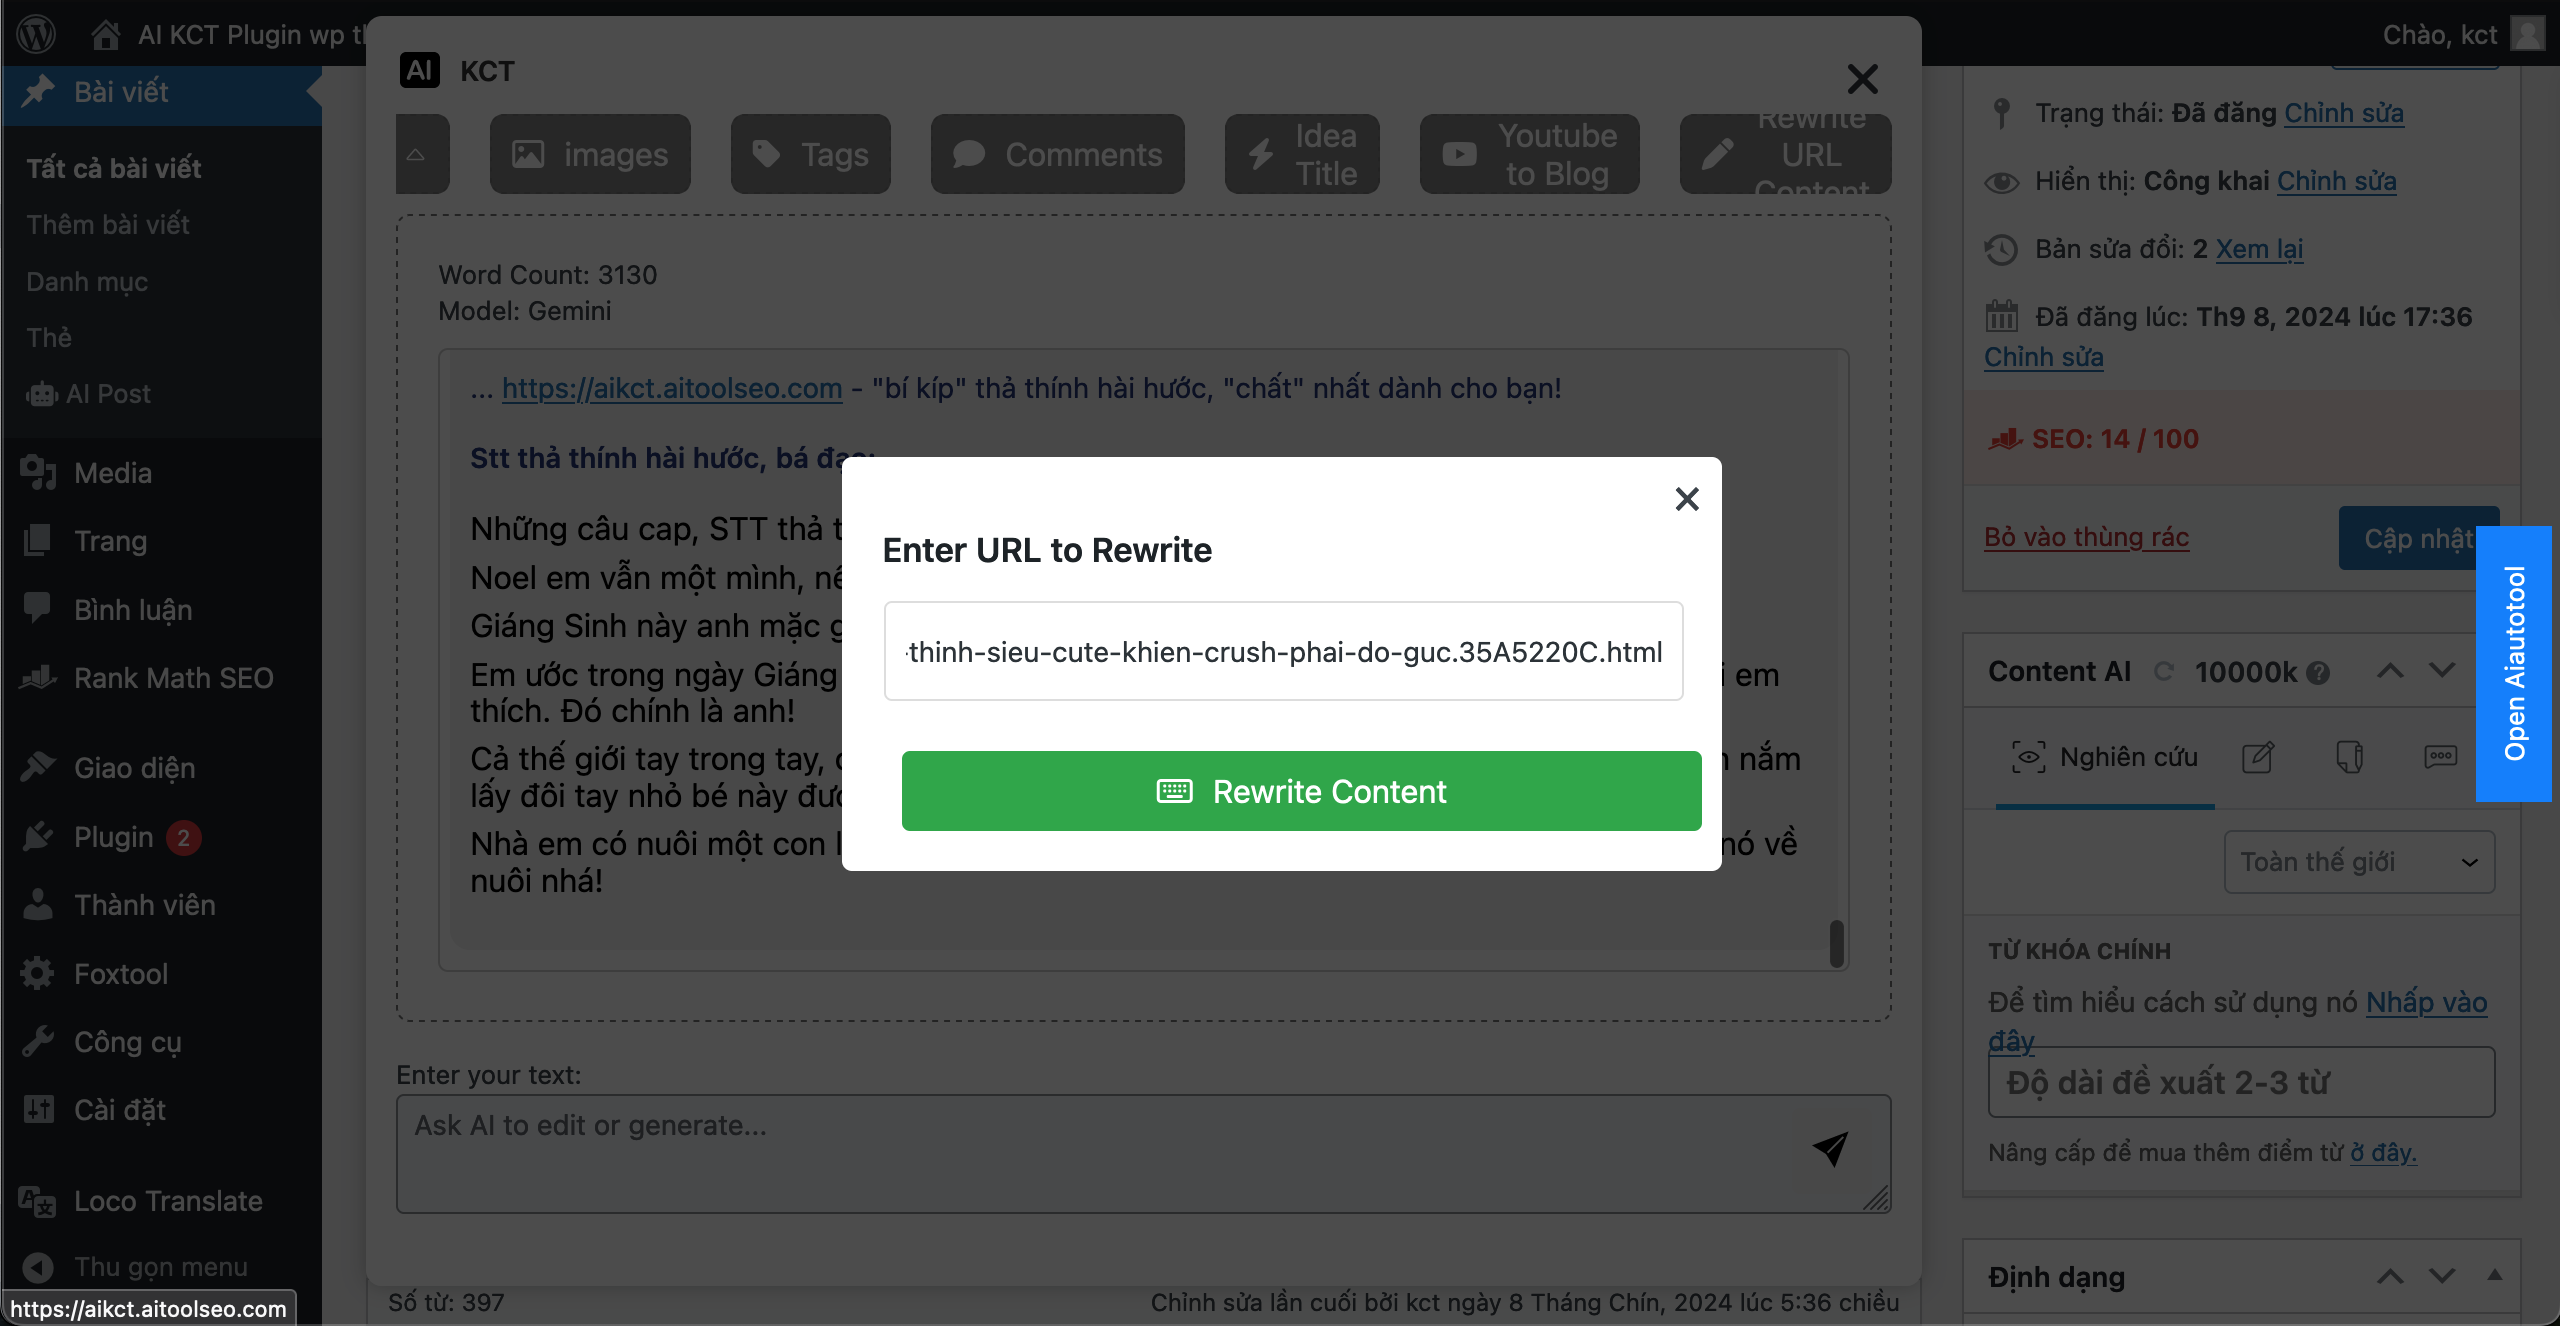 AI KCT Plugin wp t
Chào, kct
Bài viết
Tất cả bài viết
Thêm bài viết
Danh mục
Thẻ
AI Post
Media
Trang
Bình luận
Rank Math SEO
Giao diện
Plugin 2
Thành viên
Foxtool
Công cụ
Cài đặt
Loco Translate
Thu gọn menu
https://aikct.aitoolseo.com
AI KCT
images
Tags
Comments
Idea
Title
Youtube
to Blog
Rewrite
URL
Content
Word Count: 3130
Model: Gemini
... https://aikct.aitoolseo.com - "bí kíp" thả thính hài hước, "chất" nhất dành cho bạn!
Stt thả thính hài hước, bá đạo:
Những câu cap, STT thả t
Noel em vẫn một mình, nế
Giáng Sinh này anh mặc g
Em ước trong ngày Giáng i em
thích. Đó chính là anh!
Cả thế giới tay trong tay, nắm
lấy đôi tay nhỏ bé này đượ
Nhà em có nuôi một con nó về
nuôi nhá!
Enter URL to Rewrite
-thinh-sieu-cute-khien-crush-phai-do-guc.35A5220C.html
Rewrite Content
Enter your text:
Ask AI to edit or generate...
Số từ: 397
Chỉnh sửa lần cuối bởi kct ngày 8 Tháng Chín, 2024 lúc 5:36 chiều
Trạng thái: Đã đăng Chỉnh sửa
Hiển thị: Công khai Chỉnh sửa
Bản sửa đổi: 2 Xem lại
Đã đăng lúc: Th9 8, 2024 lúc 17:36
Chỉnh sửa
SEO: 14 / 100
Bỏ vào thùng rác
Cập nhật
Open Aiautotool
Content AI 10000k
Nghiên cứu
Toàn thế giới
TỪ KHÓA CHÍNH
Để tìm hiểu cách sử dụng nó Nhấp vào
đây
Độ dài đề xuất 2-3 từ
Nâng cấp để mua thêm điểm từ ở đây.
Định dạng